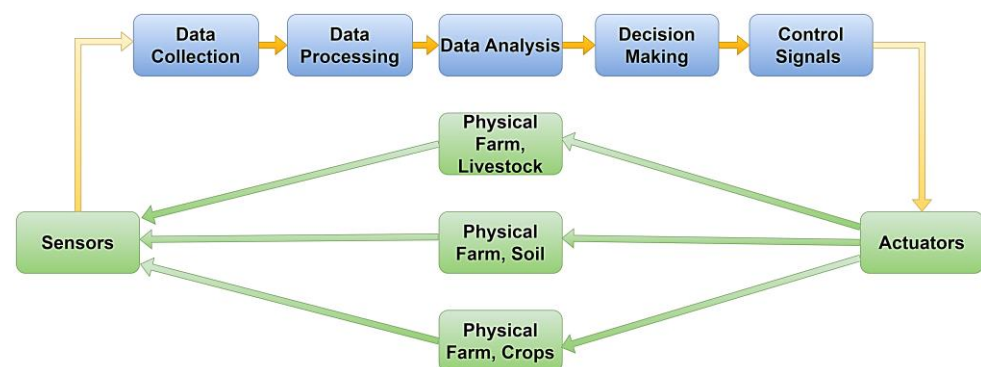 Data
Collection
Data
Processing
Data Analysis
Decision
Making
Control
Signals
Physical
Farm,
Livestock
Sensors
Physical
Farm, Soil
Actuators
Physical
Farm, Crops